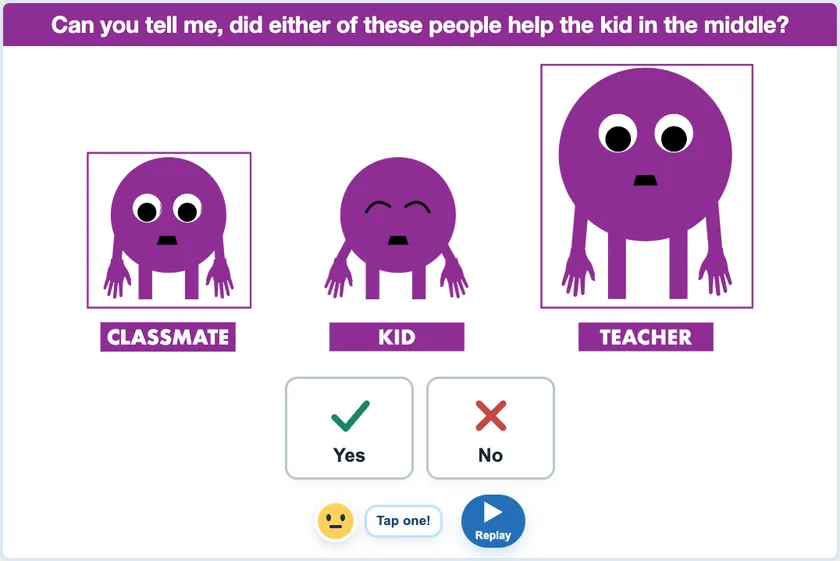 Can you tell me, did either of these people help the kid in the middle?
CLASSMATE
KID
TEACHER
Yes
No
Tap one!
Replay